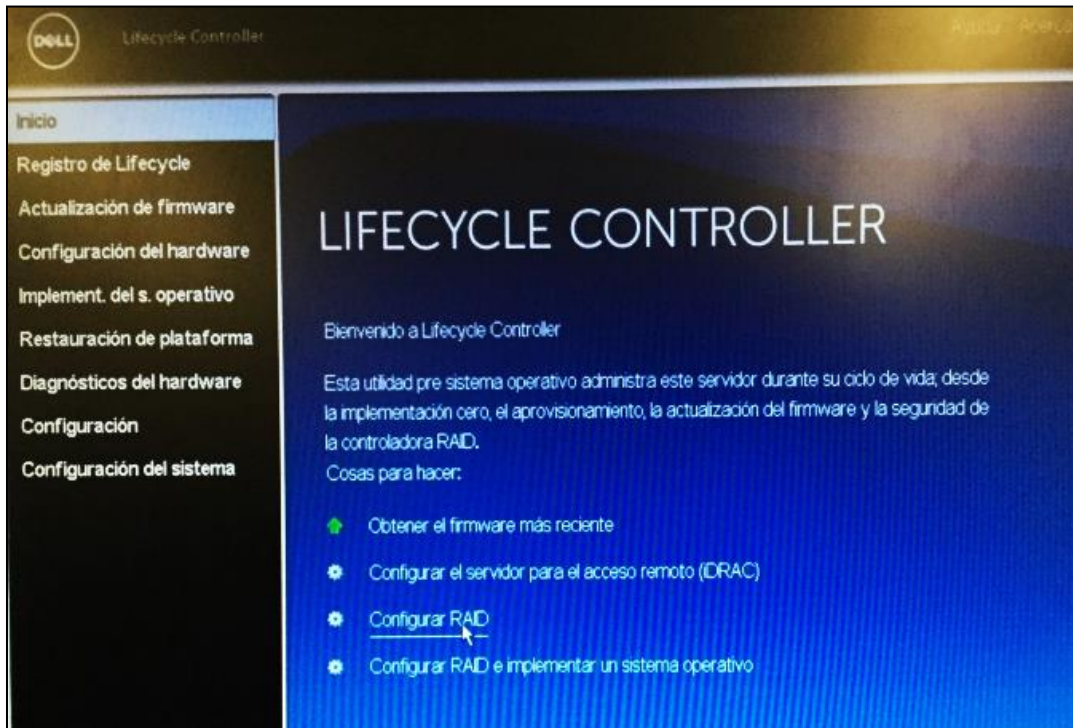 DELL
Lifecycle Controller
Ayuda Acerca
Inicio
Registro de Lifecycle
Actualización de firmware
Configuración del hardware
Implement. del s. operativo
Restauración de plataforma
Diagnósticos del hardware
Configuración
Configuración del sistema
LIFECYCLE CONTROLLER
Bienvenido a Lifecycle Controller
Esta utilidad pre sistema operativo administra este servidor durante su ciclo de vida; desde
la implementación cero, el aprovisionamiento, la actualización del firmware y la seguridad de
la controladora RAID.
Cosas para hacer:
Obtener el firmware más reciente
Configurar el servidor para el acceso remoto (iDRAC)
Configurar RAID
Configurar RAID e implementar un sistema operativo